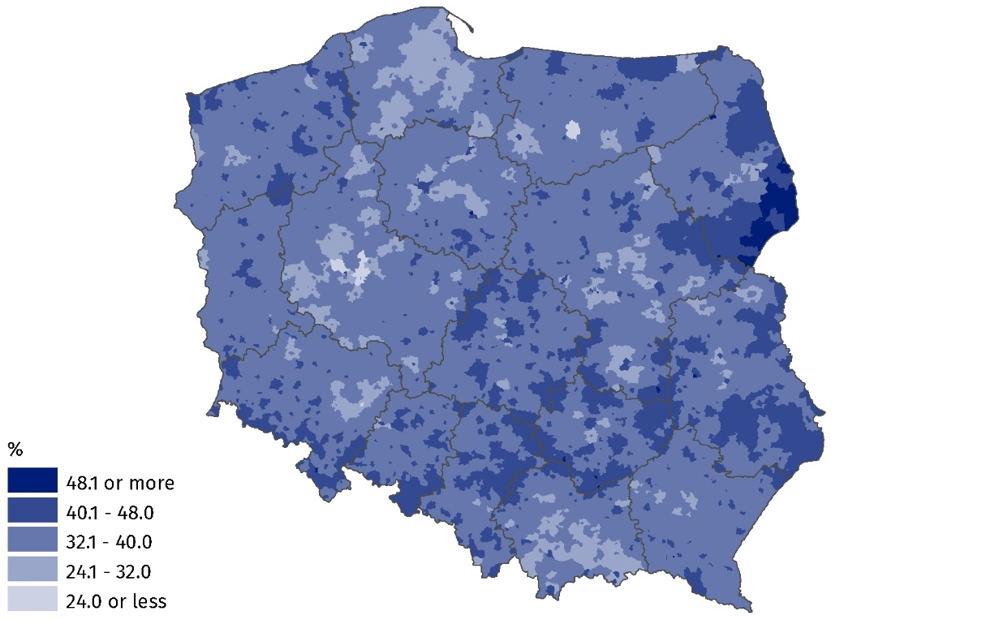 %
48.1 or more
40.1 - 48.0
32.1 - 40.0
24.1 - 32.0
24.0 or less